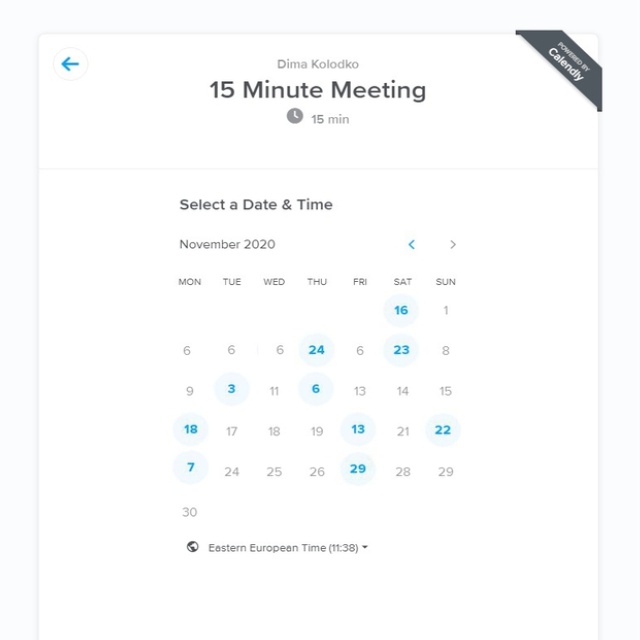 POWERED BY
Calendly
Dima Kolodko
15 Minute Meeting
15 min
Select a Date & Time
November 2020
MON TUE WED THU FRI SAT SUN
16 1
6 6 6 24 6 23 8
9 3 11 6 13 14 15
18 17 18 19 13 21 22
7 24 25 26 29 28 29
30
Eastern European Time (11:38)